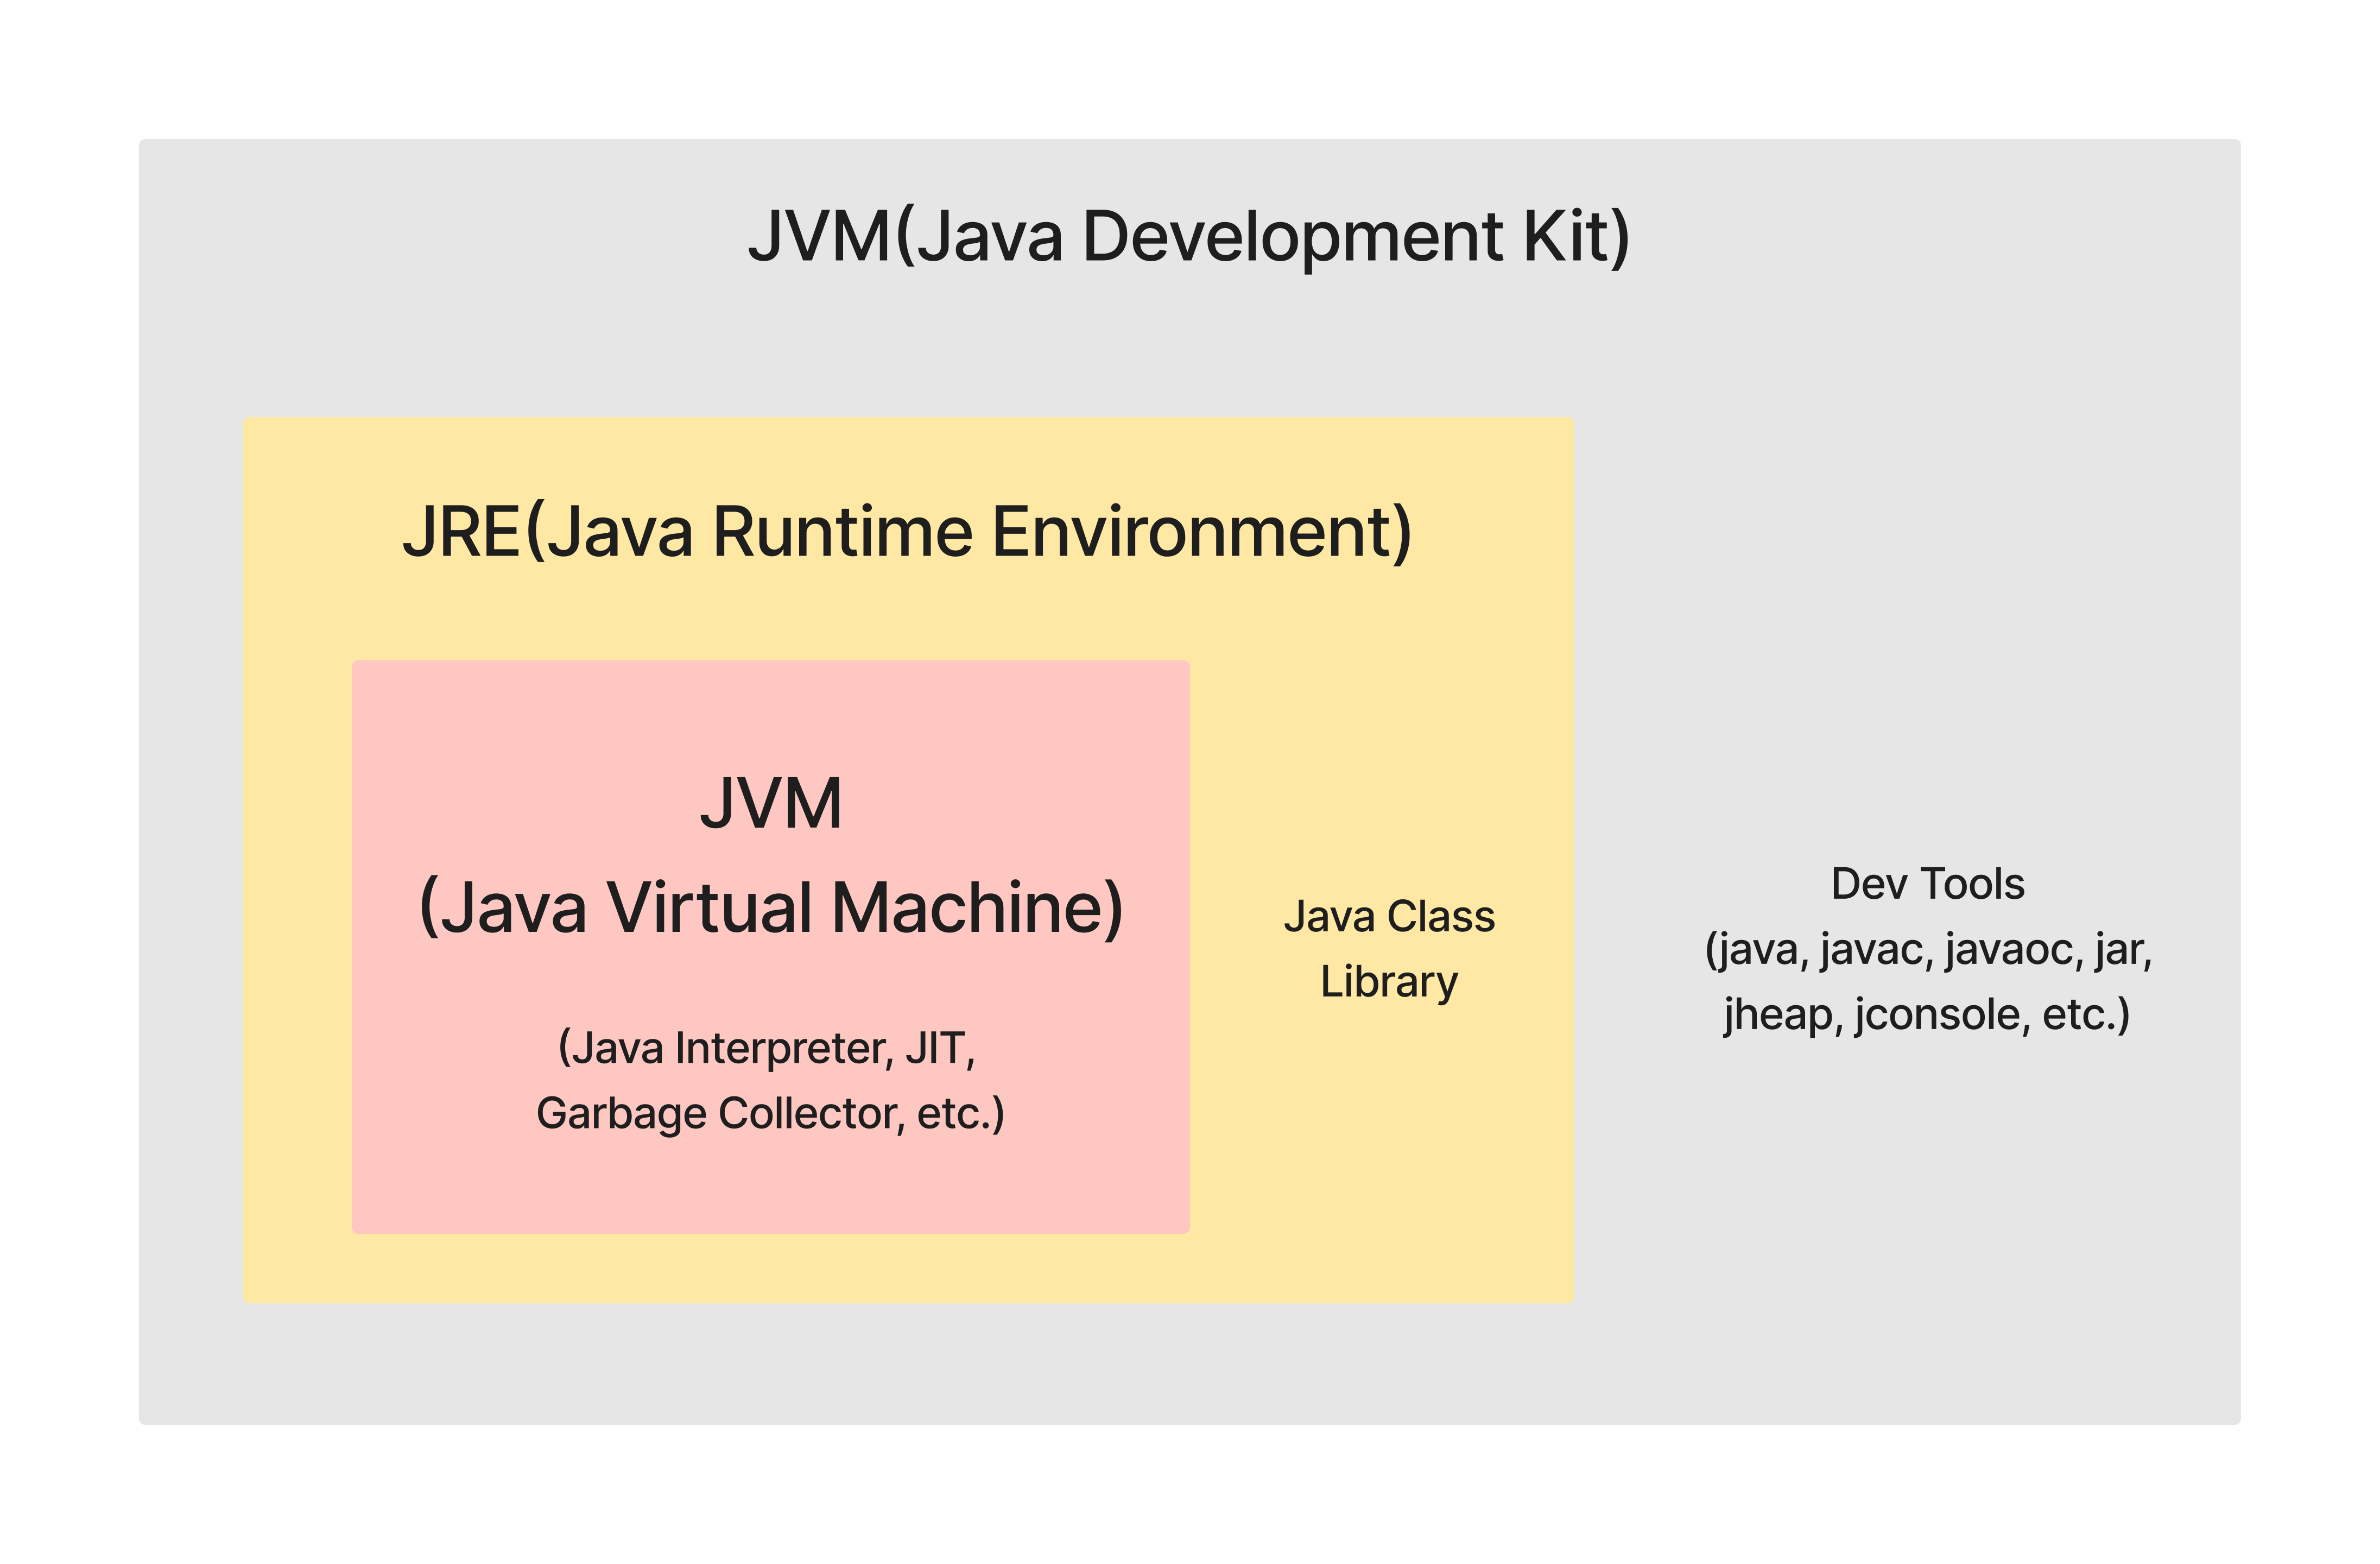 JVM(Java Development Kit)
JRE(Java Runtime Environment)
JVM
(Java Virtual Machine)
(Java Interpreter, JIT,
Garbage Collector, etc.)
Java Class
Library
Dev Tools
(java, javac, javaoc, jar,
jheap, jconsole, etc.)